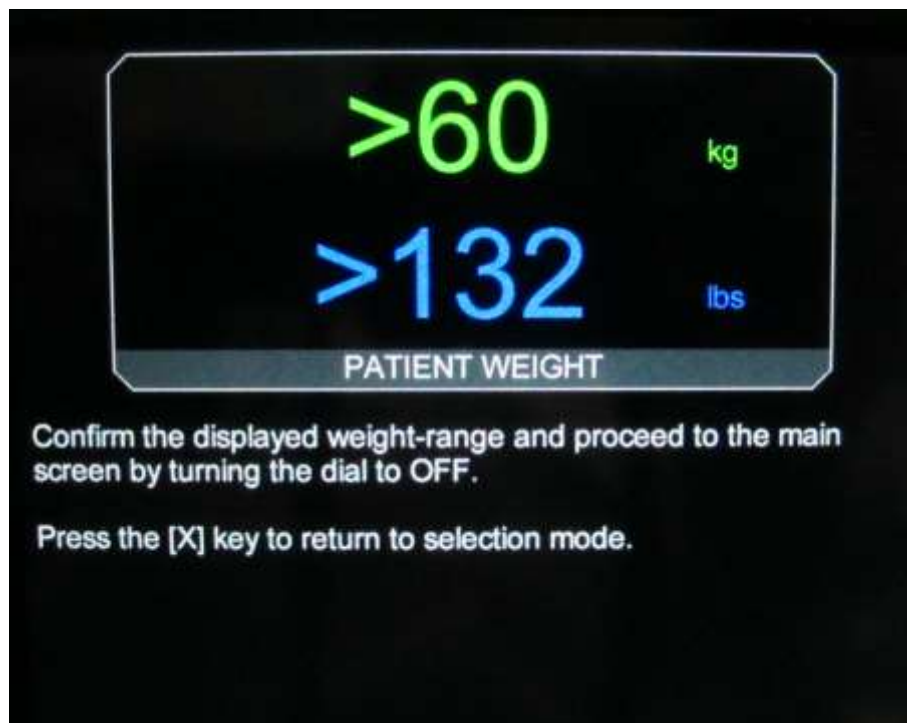 >60 kg
>132 lbs
PATIENT WEIGHT
Confirm the displayed weight-range and proceed to the main
screen by turning the dial to OFF.
Press the [X] key to return to selection mode.